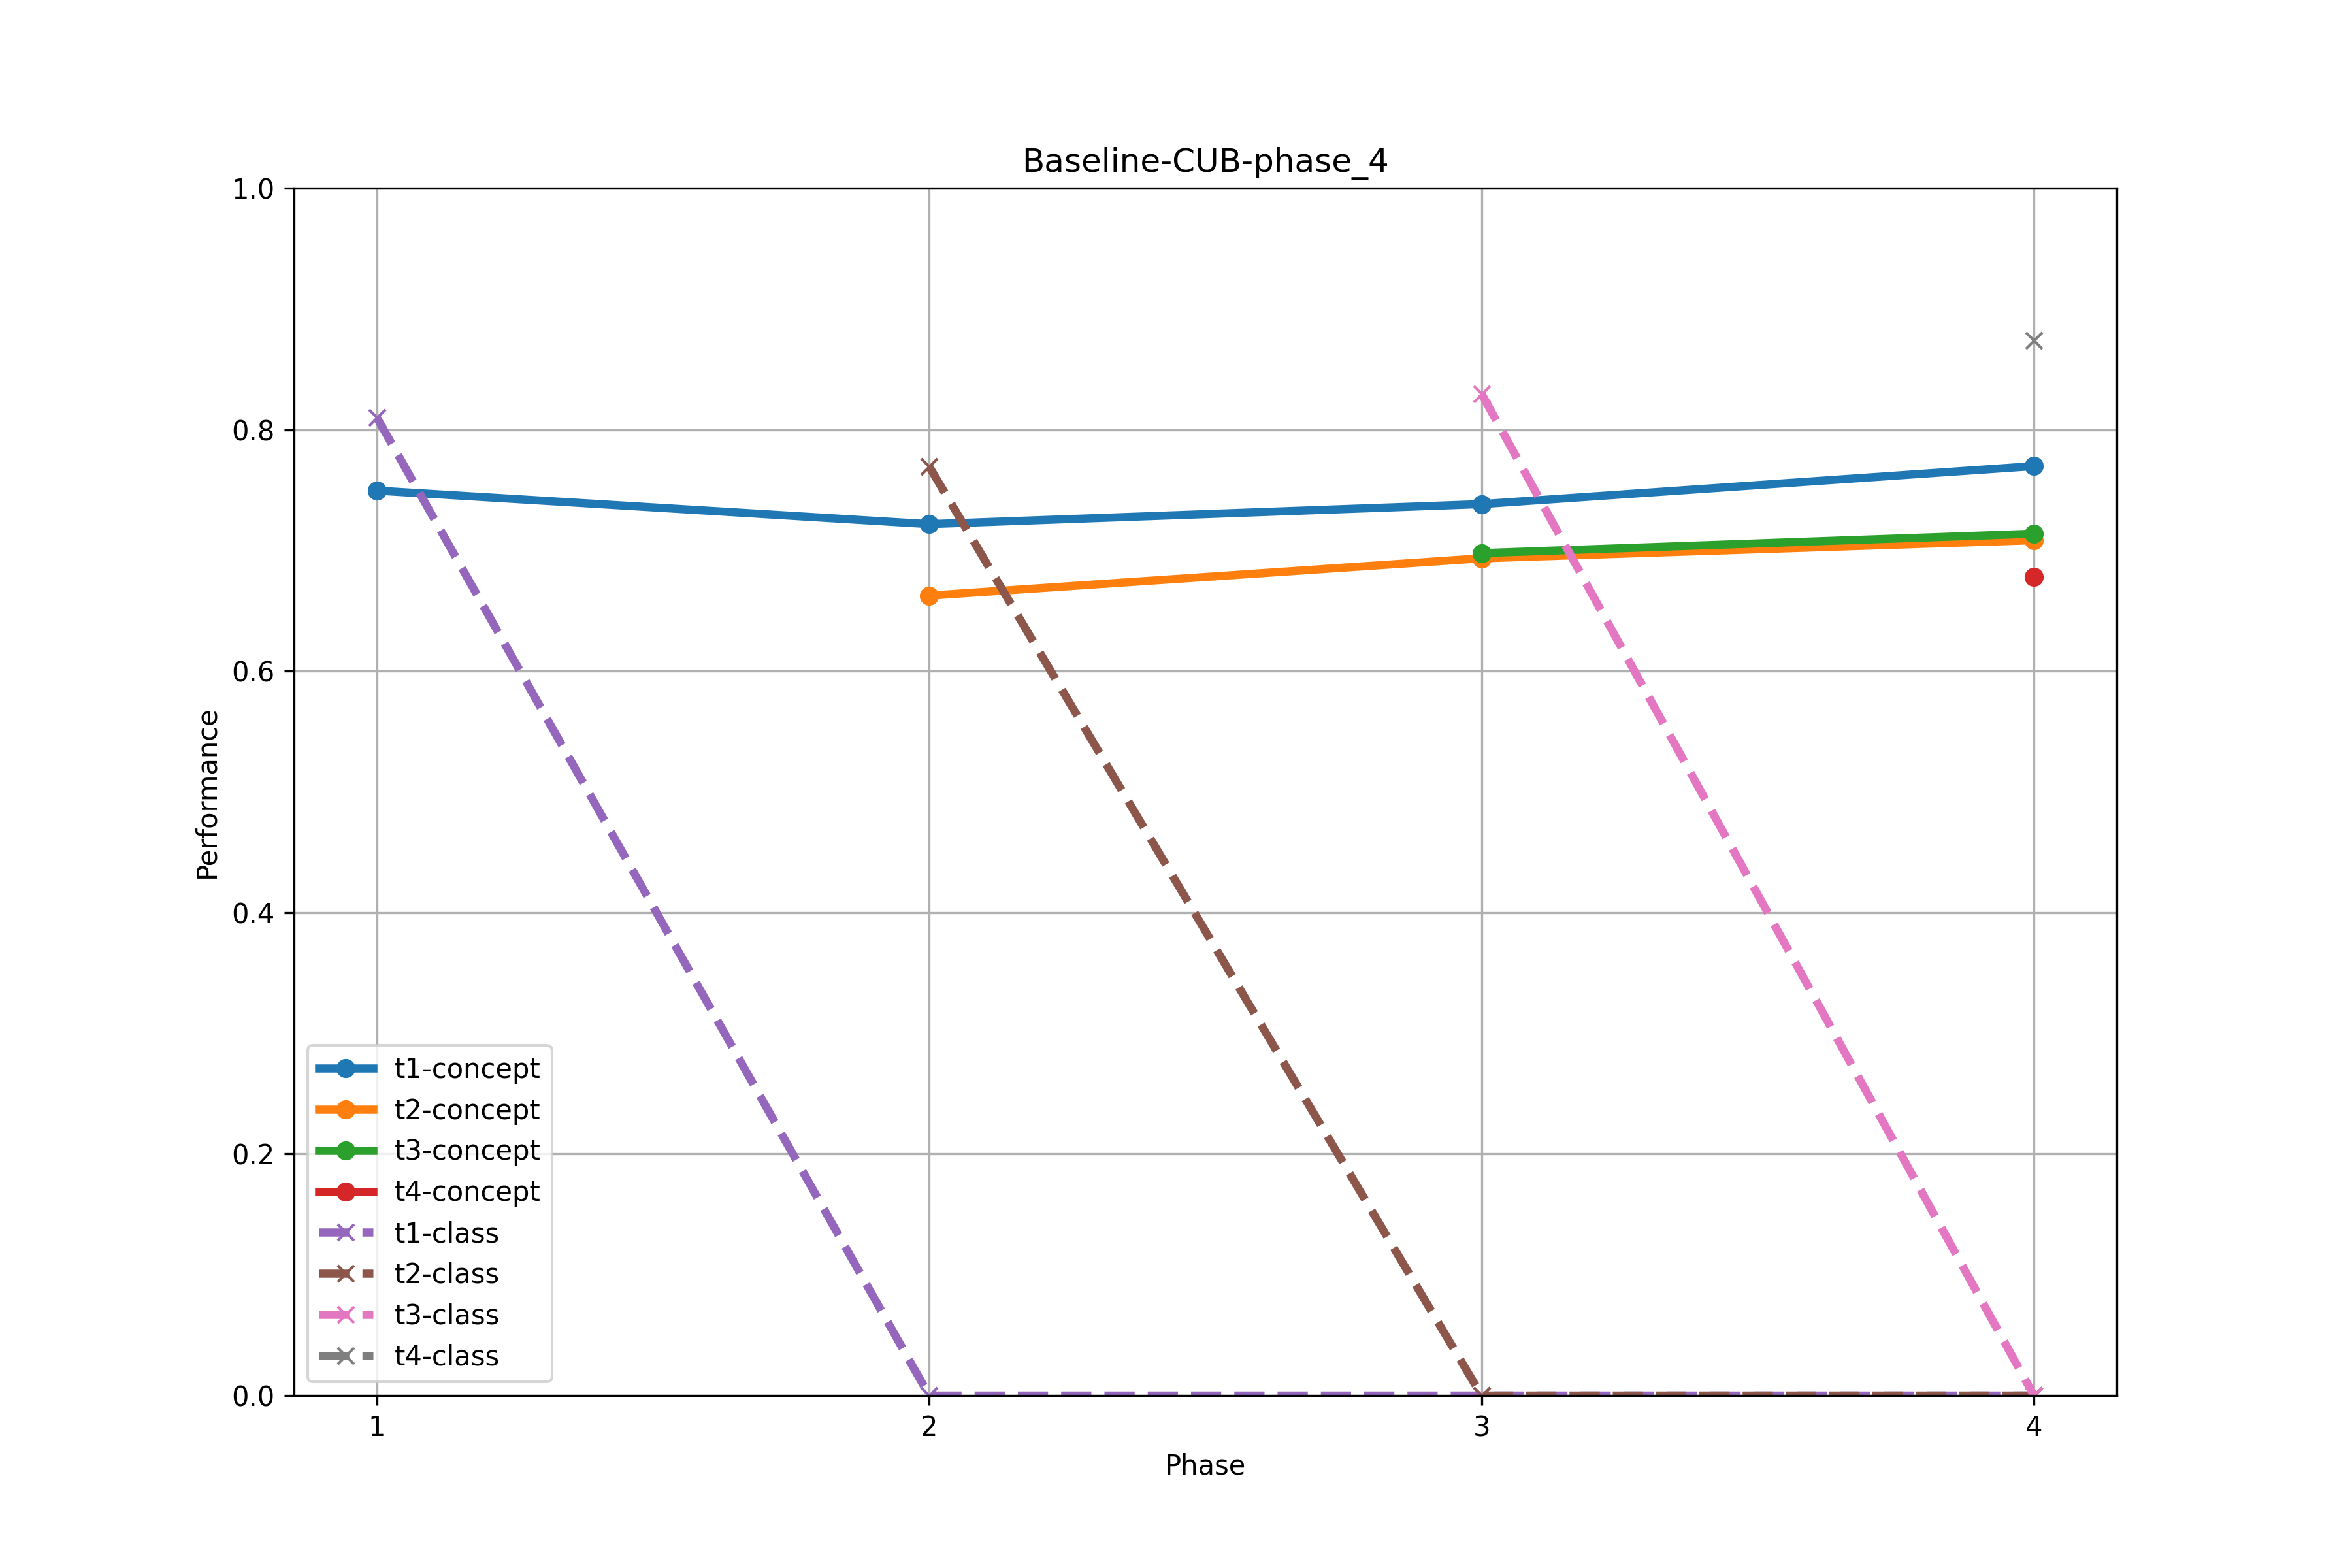 Baseline-CUB-phase_4
1.0
0.8
0.6
0.4
0.2
0.0
Performance
t1-concept
t2-concept
t3-concept
t4-concept
t1-class
t2-class
t3-class
t4-class
1 2 3 4
Phase